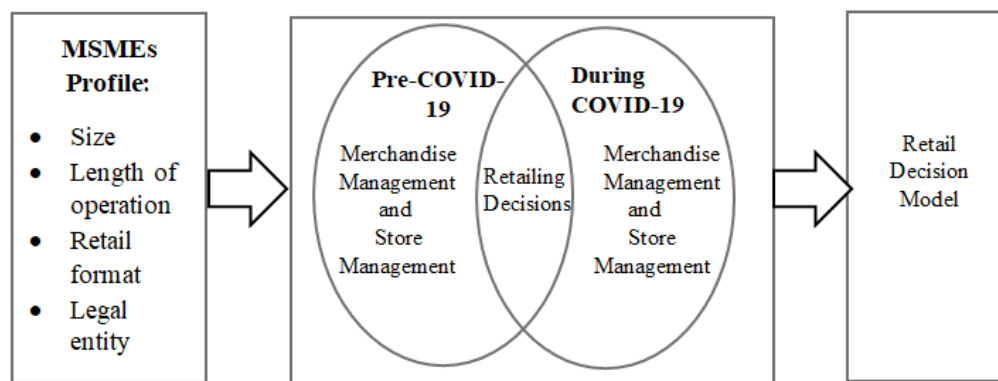 MSMEs
Profile:
• Size
• Length of
operation
• Retail
format
• Legal
entity
Pre-COVID-
19
Merchandise
Management
and
Store
Management
Retailing
Decisions
During
COVID-19
Merchandise
Management
and
Store
Management
Retail
Decision
Model